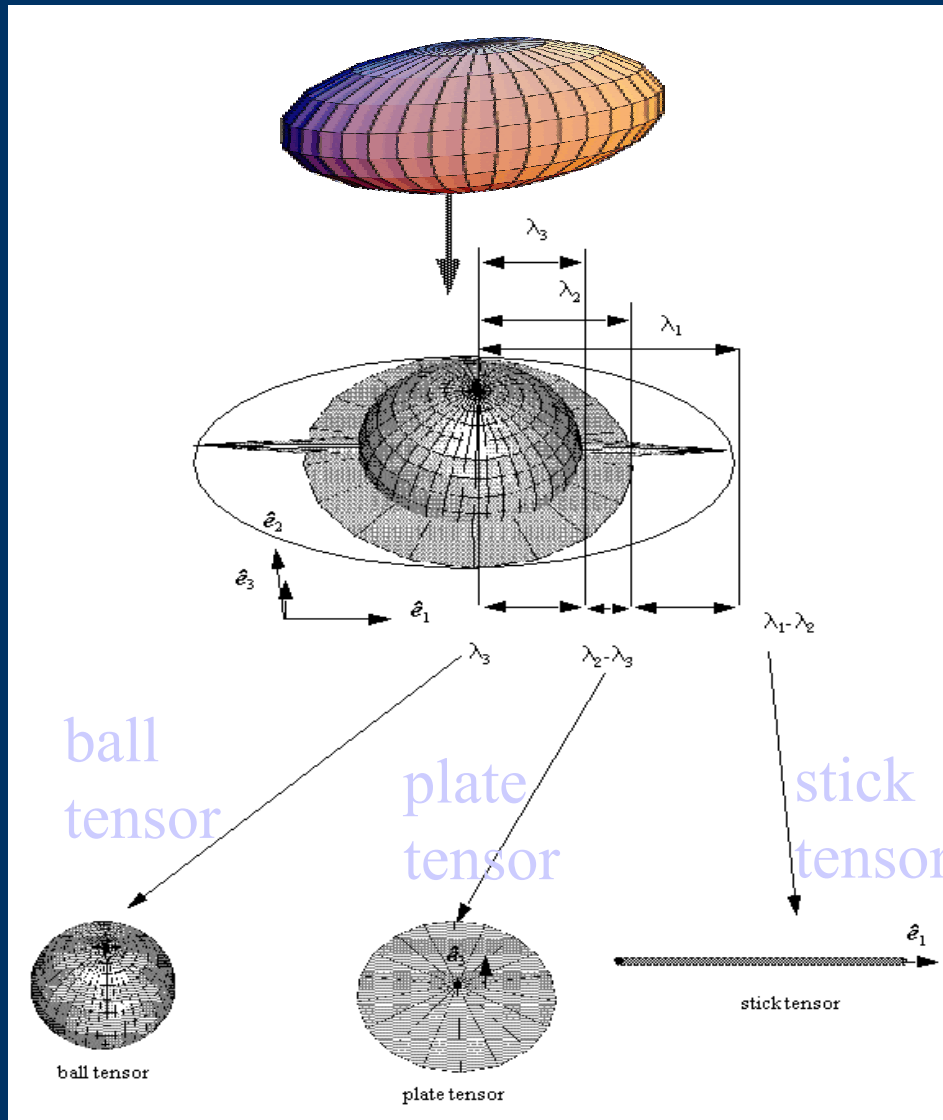 λ₃
λ₂
λ₁
ê₂
ê₃
ê₁
λ₁-λ₂
λ₃
λ₂-λ₃
ball
tensor
plate
tensor
stick
tensor
ê₁
stick tensor
ball tensor
plate tensor